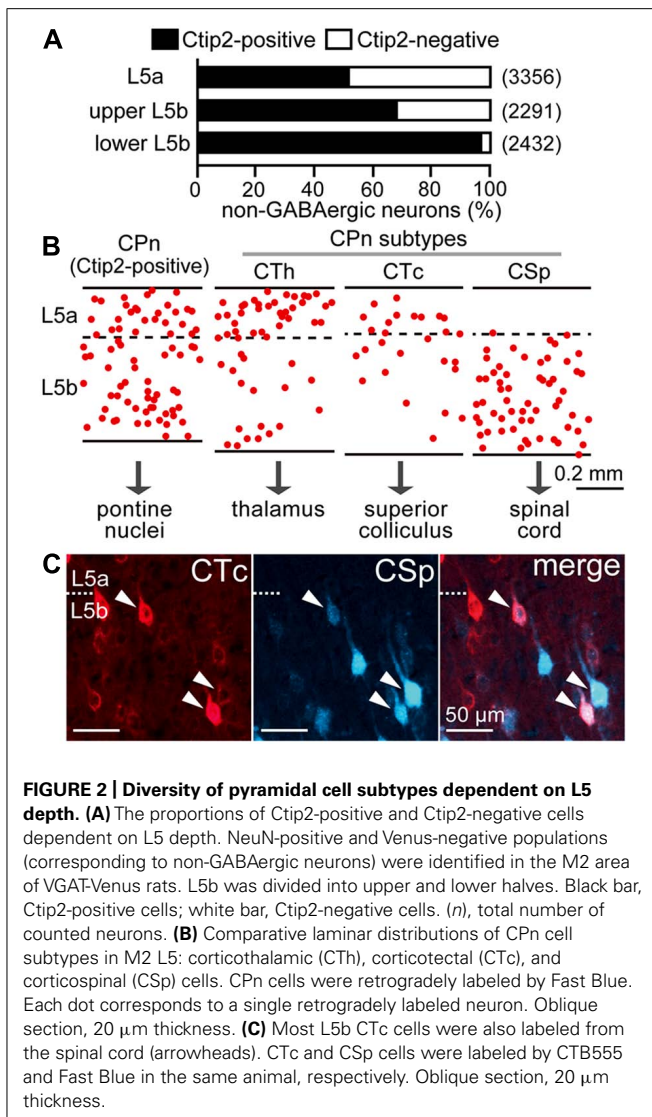 A
Ctip2-positive Ctip2-negative
L5a (3356)
upper L5b (2291)
lower L5b (2432)
0 20 40 60 80 100
non-GABAergic neurons (%)
B
CPn
(Ctip2-positive)
CPn subtypes
CTh CTc CSp
L5a
L5b
0.2 mm
pontine nuclei
thalamus
superior colliculus
spinal cord
C
L5a
L5b
CTc
CSp
merge
50 µm
FIGURE 2 | Diversity of pyramidal cell subtypes dependent on L5
depth. (A) The proportions of Ctip2-positive and Ctip2-negative cells
dependent on L5 depth. NeuN-positive and Venus-negative populations
(corresponding to non-GABAergic neurons) were identified in the M2 area
of VGAT-Venus rats. L5b was divided into upper and lower halves. Black bar,
Ctip2-positive cells; white bar, Ctip2-negative cells. (n), total number of
counted neurons. (B) Comparative laminar distributions of CPn cell
subtypes in M2 L5: corticothalamic (CTh), corticotectal (CTc), and
corticospinal (CSp) cells. CPn cells were retrogradely labeled by Fast Blue.
Each dot corresponds to a single retrogradely labeled neuron. Oblique
section, 20 µm thickness. (C) Most L5b CTc cells were also labeled from
the spinal cord (arrowheads). CTc and CSp cells were labeled by CTB555
and Fast Blue in the same animal, respectively. Oblique section, 20 µm
thickness.